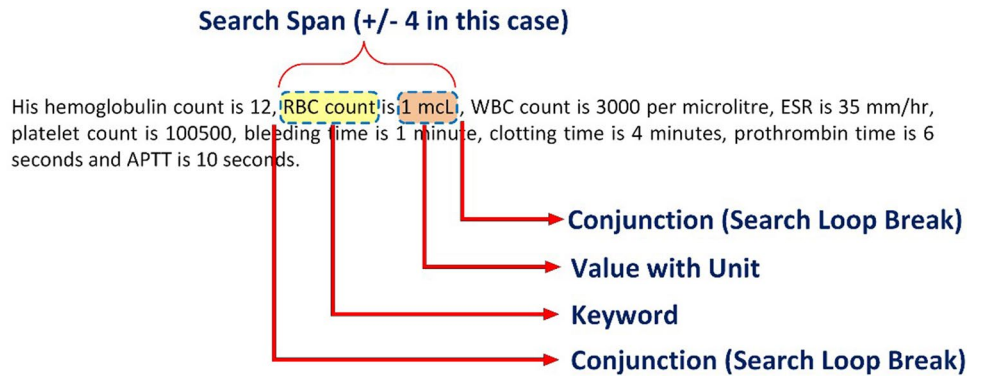 Search Span (+/- 4 in this case)
His hemoglobulin count is 12, RBC count is 1 mcL , WBC count is 3000 per microlitre, ESR is 35 mm/hr,
platelet count is 100500, bleeding time is 1 minute, clotting time is 4 minutes, prothrombin time is 6
seconds and APTT is 10 seconds.
Conjunction (Search Loop Break)
Value with Unit
Keyword
Conjunction (Search Loop Break)